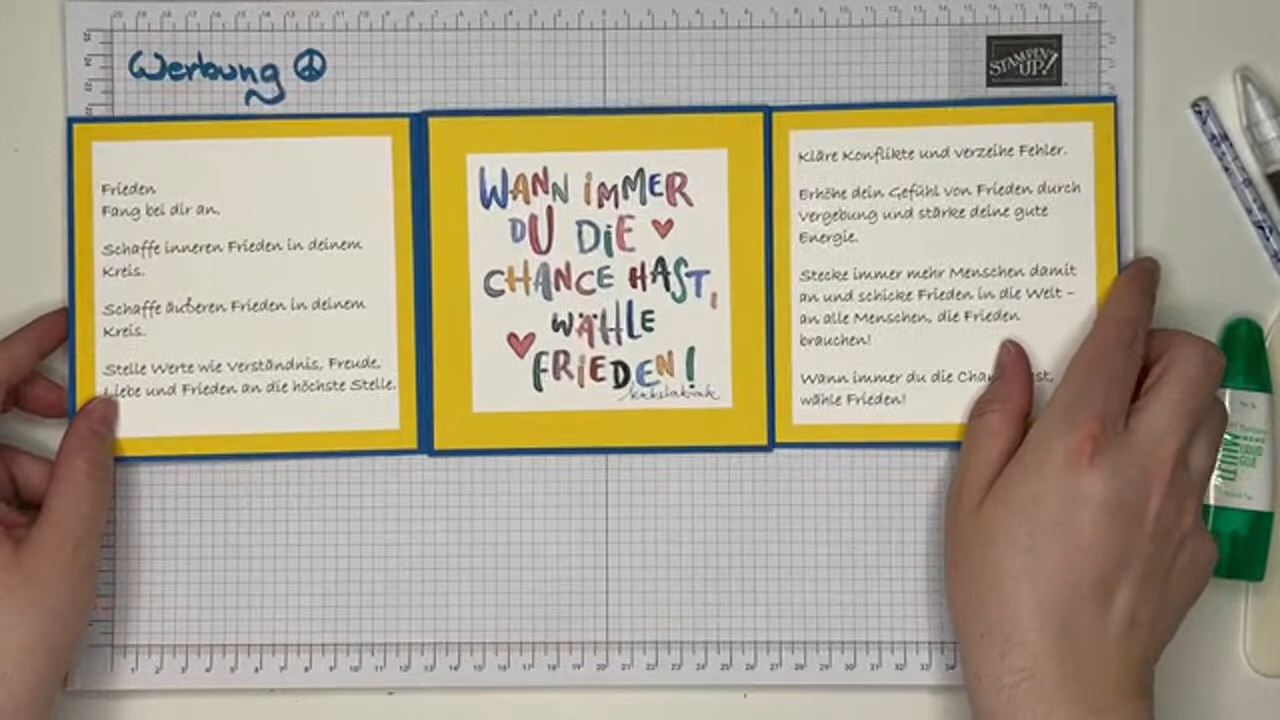 Werbung
STAMPIN' UP!
Frieden
Fang bei dir an.
Schaffe inneren Frieden in deinem
Kreis.
Schaffe äußeren Frieden in deinem
Kreis.
Stelle Werte wie Verständnis, Freude,
Liebe und Frieden an die höchste Stelle.
WANN IMMER
DU DIE
CHANCE HAST,
WÄHLE
FRIEDEN!
Kläre Konflikte und verzeihe Fehler.
Erhöhe dein Gefühl von Frieden durch
Vergebung und stärke deine gute
Energie.
Stecke immer mehr Menschen damit
an und schicke Frieden in die Welt –
an alle Menschen, die Frieden
brauchen!
Wann immer du die
wähle Frieden!